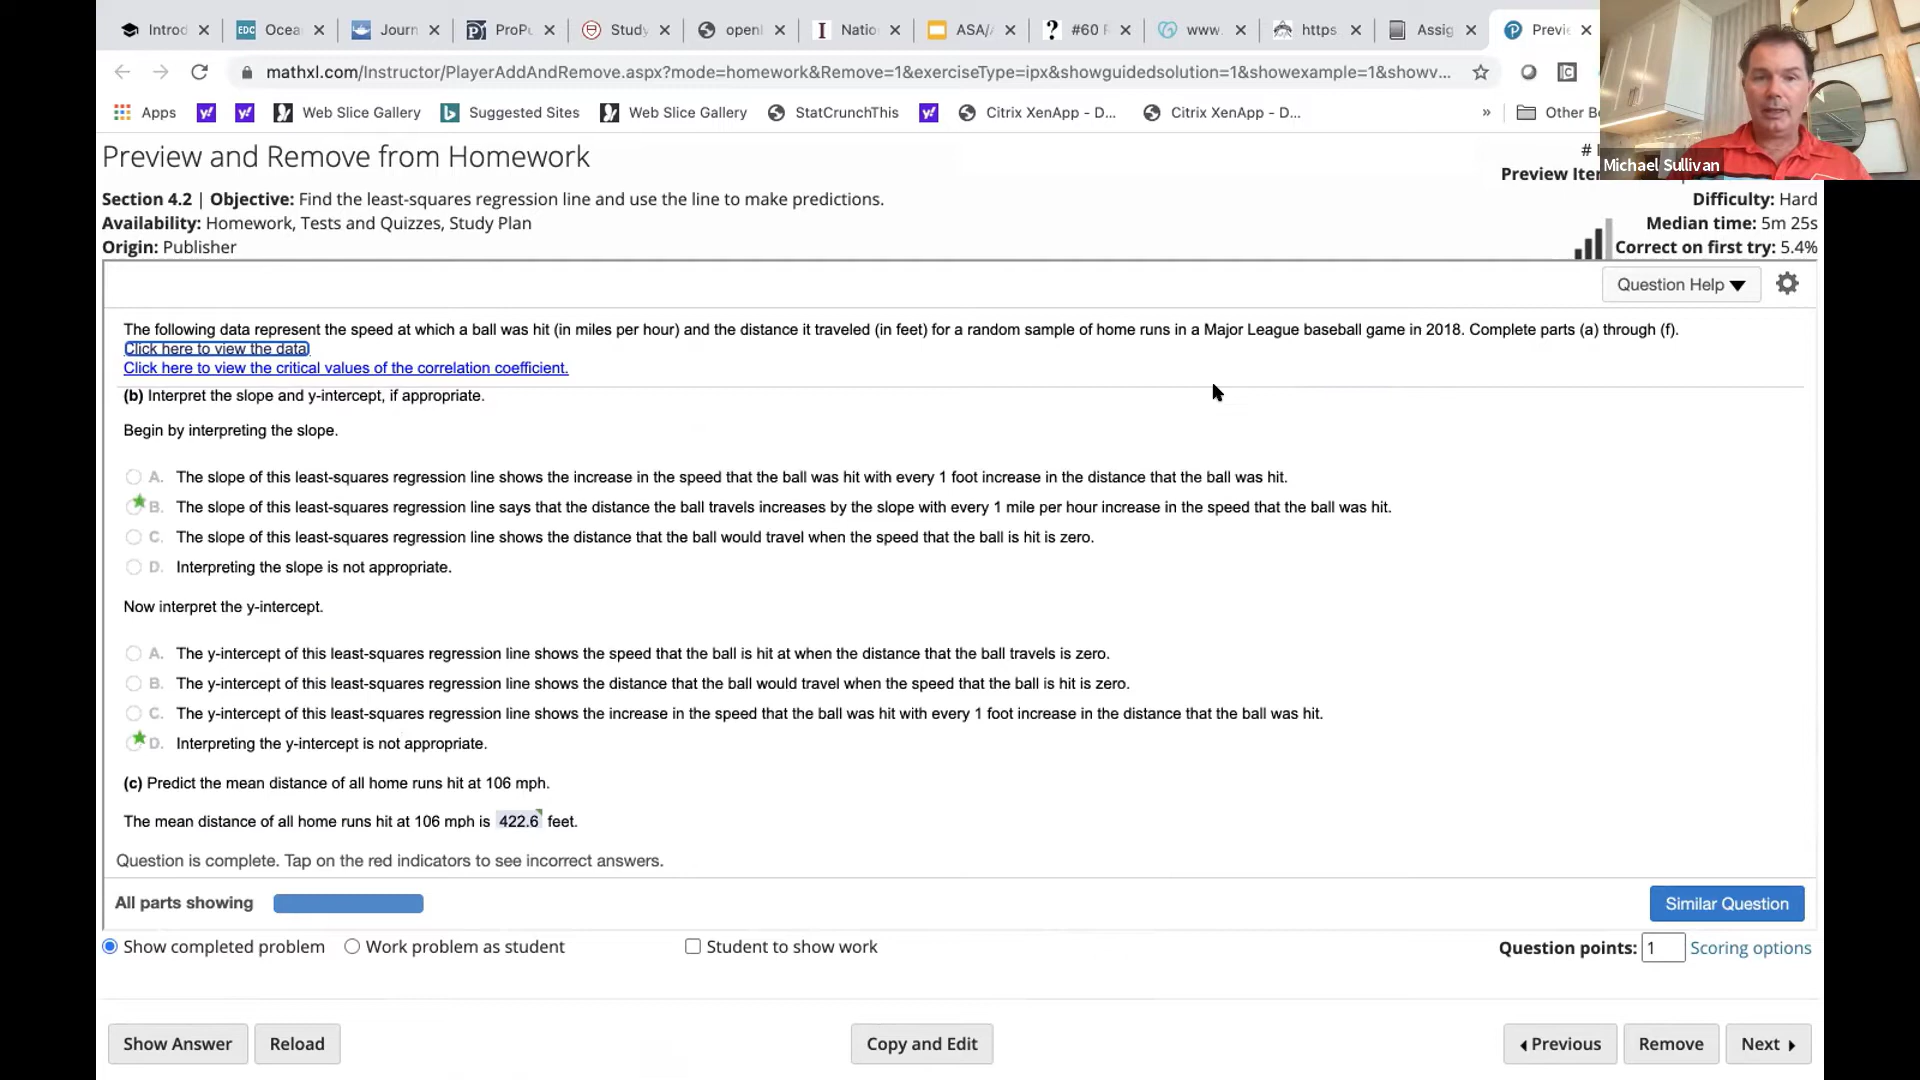 Introd
Ocea
Journ
ProPu
Study
openI
Natio
ASA/A
#60 F
www.
https
Assig
Previe
mathxl.com/Instructor/PlayerAddAndRemove.aspx?mode=homework&Remove=1&exerciseType=ipx&showguidedsolution=1&showexample=1&showv...
Apps
Web Slice Gallery
Suggested Sites
Web Slice Gallery
StatCrunchThis
Citrix XenApp - D...
Citrix XenApp - D...
»
Other Bo
Michael Sullivan
Preview and Remove from Homework
Preview Iter
Section 4.2 | Objective: Find the least-squares regression line and use the line to make predictions.
Availability: Homework, Tests and Quizzes, Study Plan
Origin: Publisher
Difficulty: Hard
Median time: 5m 25s
Correct on first try: 5.4%
Question Help
The following data represent the speed at which a ball was hit (in miles per hour) and the distance it traveled (in feet) for a random sample of home runs in a Major League baseball game in 2018. Complete parts (a) through (f).
Click here to view the data
Click here to view the critical values of the correlation coefficient.
(b) Interpret the slope and y-intercept, if appropriate.
Begin by interpreting the slope.
A. The slope of this least-squares regression line shows the increase in the speed that the ball was hit with every 1 foot increase in the distance that the ball was hit.
B. The slope of this least-squares regression line says that the distance the ball travels increases by the slope with every 1 mile per hour increase in the speed that the ball was hit.
C. The slope of this least-squares regression line shows the distance that the ball would travel when the speed that the ball is hit is zero.
D. Interpreting the slope is not appropriate.
Now interpret the y-intercept.
A. The y-intercept of this least-squares regression line shows the speed that the ball is hit at when the distance that the ball travels is zero.
B. The y-intercept of this least-squares regression line shows the distance that the ball would travel when the speed that the ball is hit is zero.
C. The y-intercept of this least-squares regression line shows the increase in the speed that the ball was hit with every 1 foot increase in the distance that the ball was hit.
D. Interpreting the y-intercept is not appropriate.
(c) Predict the mean distance of all home runs hit at 106 mph.
The mean distance of all home runs hit at 106 mph is 422.6 feet.
Question is complete. Tap on the red indicators to see incorrect answers.
All parts showing
Similar Question
Show completed problem
Work problem as student
Student to show work
Question points: 1 Scoring options
Show Answer
Reload
Copy and Edit
Previous
Remove
Next